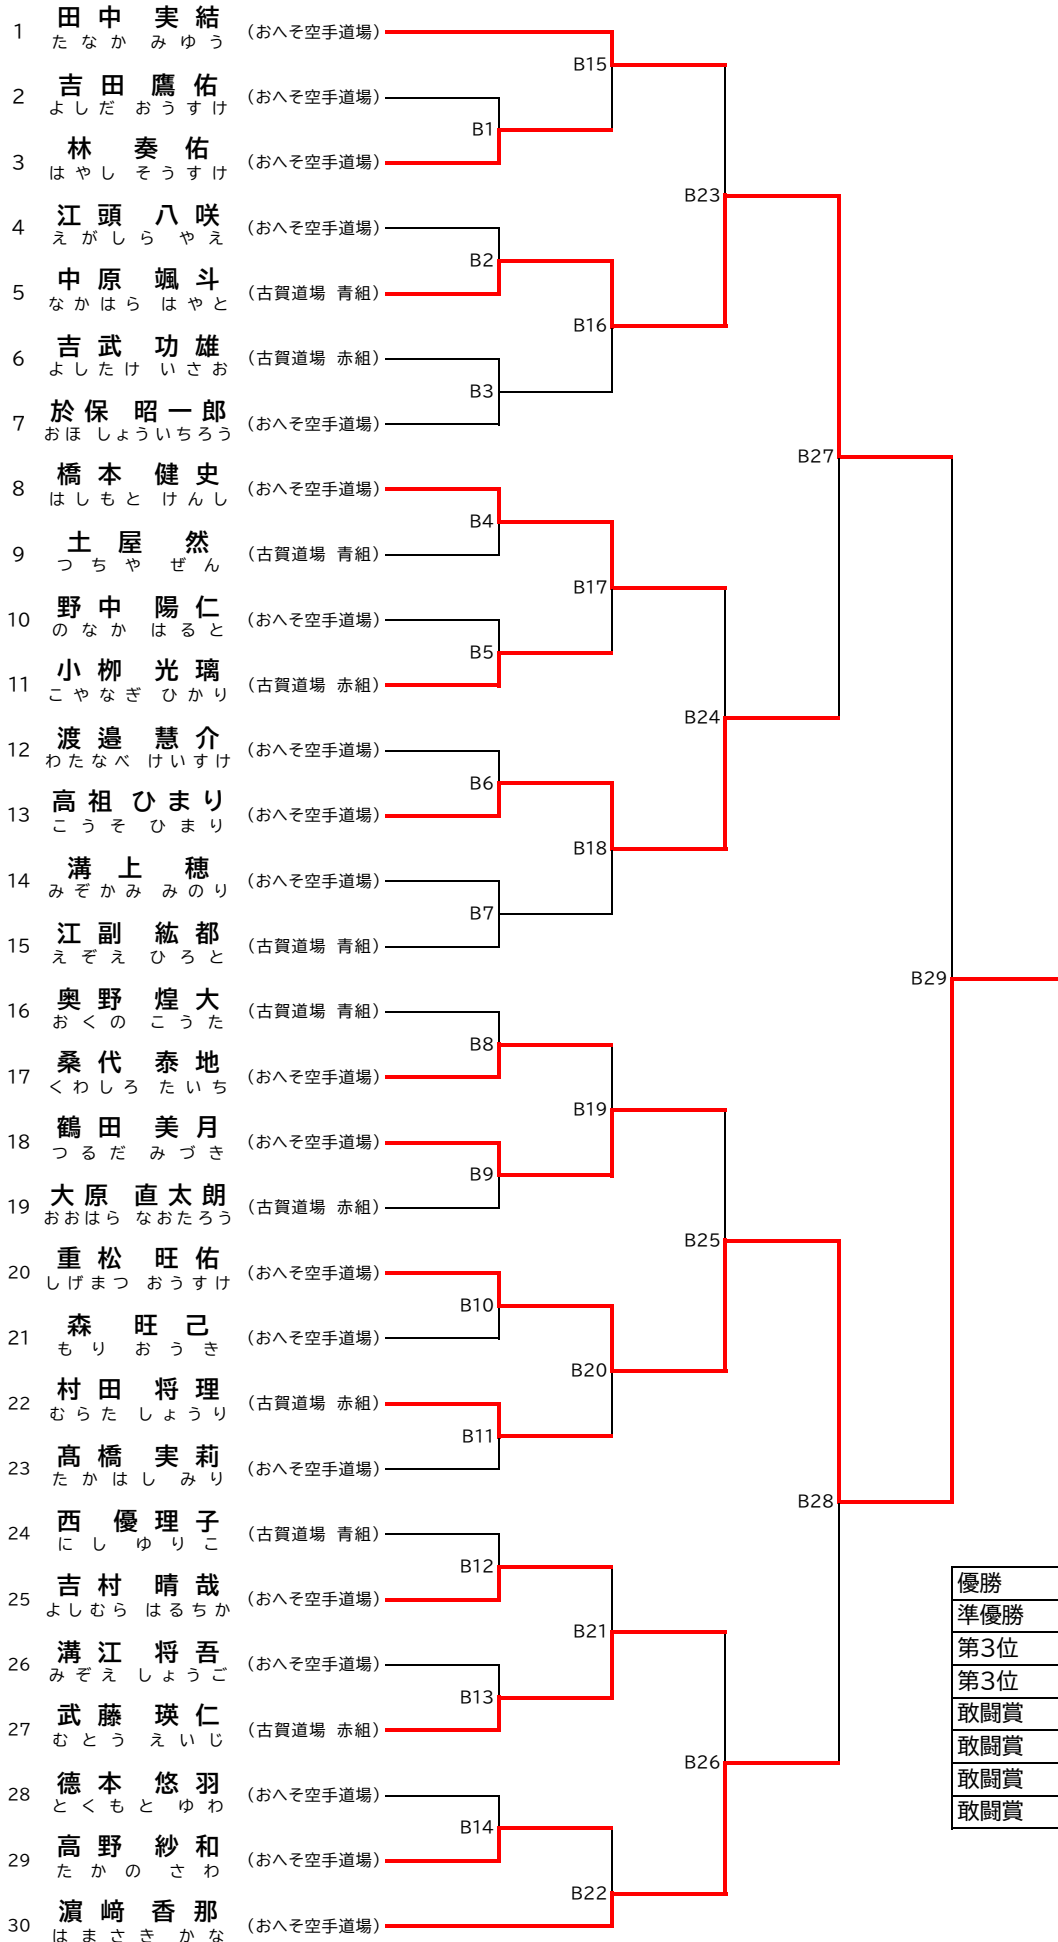 1 田中 実結 (おへそ空手道場)
たなか みゆう
B15
2 吉田 鷹佑 (おへそ空手道場)
よしだ おうすけ
B1
3 林 奏佑 (おへそ空手道場)
はやし そうすけ
B23
4 江頭 八咲 (おへそ空手道場)
えがしら やえ
B2
5 中原 颯斗 (古賀道場 青組)
なかはら はやと
B16
6 吉武 功雄 (古賀道場 赤組)
よしたけ いさお
B3
7 於保 昭一郎 (おへそ空手道場)
おほ しょういちろう
B27
8 橋本 健史 (おへそ空手道場)
はしもと けんし
B4
9 土屋 然 (古賀道場 青組)
つちや ぜん
B17
10 野中 陽仁 (おへそ空手道場)
のなか はると
B5
11 小栁 光璃 (古賀道場 赤組)
こやなぎ ひかり
B24
12 渡邉 慧介 (おへそ空手道場)
わたなべ けいすけ
B6
13 高祖 ひまり (おへそ空手道場)
こうそ ひまり
B18
14 溝上 穂 (おへそ空手道場)
みぞかみ みのり
B7
15 江副 紘都 (古賀道場 青組)
えぞえ ひろと
B29
16 奥野 煌大 (古賀道場 青組)
おくの こうた
B8
17 桑代 泰地 (おへそ空手道場)
くわしろ たいち
B19
18 鶴田 美月 (おへそ空手道場)
つるだ みづき
B9
19 大原 直太朗 (古賀道場 赤組)
おおはら なおたろう
B25
20 重松 旺佑 (おへそ空手道場)
しげまつ おうすけ
B10
21 森 旺己 (おへそ空手道場)
もり おうき
B20
22 村田 将理 (古賀道場 赤組)
むらた しょうり
B11
23 髙橋 実莉 (おへそ空手道場)
たかはし みり
B28
24 西 優理子 (古賀道場 青組)
にし ゆりこ
B12
25 吉村 晴哉 (おへそ空手道場)
よしむら はるちか
B21
26 溝江 将吾 (おへそ空手道場)
みぞえ しょうご
B13
27 武藤 瑛仁 (古賀道場 赤組)
むとう えいじ
B26
28 德本 悠羽 (おへそ空手道場)
とくもと ゆわ
B14
29 高野 紗和 (おへそ空手道場)
たかの さわ
B22
30 濵﨑 香那 (おへそ空手道場)
はまさき かな
優勝
準優勝
第3位
第3位
敢闘賞
敢闘賞
敢闘賞
敢闘賞